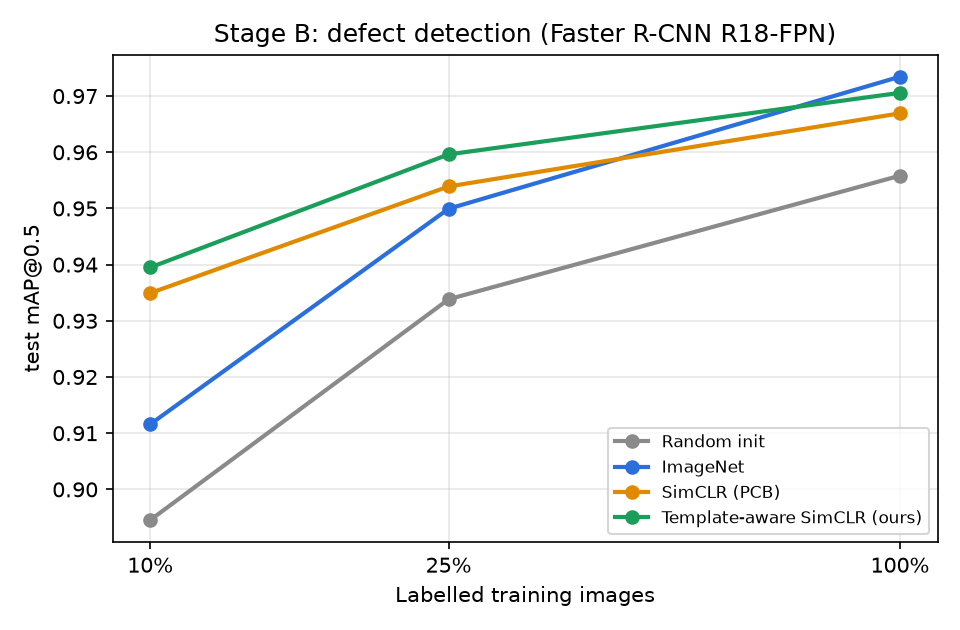 Stage B: defect detection (Faster R-CNN R18-FPN)
test mAP@0.5
0.97
0.96
0.95
0.94
0.93
0.92
0.91
0.90
10%
25%
100%
Labelled training images
Random init
ImageNet
SimCLR (PCB)
Template-aware SimCLR (ours)